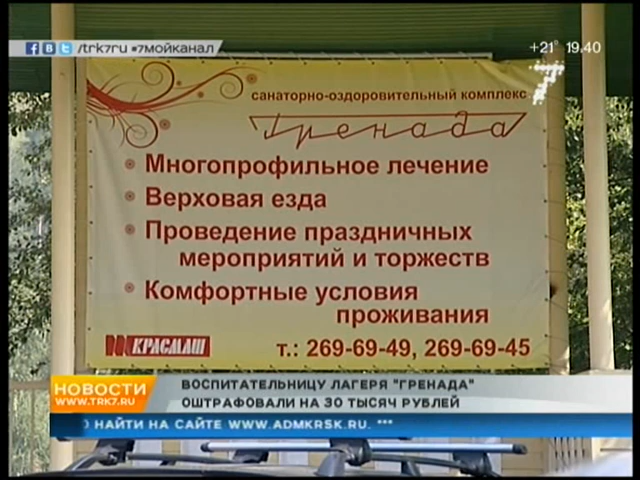 /trk7ru #7мойканал
+21° 19.40
7
санаторно-оздоровительный комплекс
Гренада
Многопрофильное лечение
Верховая езда
Проведение праздничных
мероприятий и торжеств
Комфортные условия
проживания
КРАСМАШ
т.: 269-69-49, 269-69-45
НОВОСТИ
WWW.TRK7.RU
ВОСПИТАТЕЛЬНИЦУ ЛАГЕРЯ "ГРЕНАДА"
ОШТРАФОВАЛИ НА 30 ТЫСЯЧ РУБЛЕЙ
НАЙТИ НА САЙТЕ WWW.ADMKRSK.RU. ***